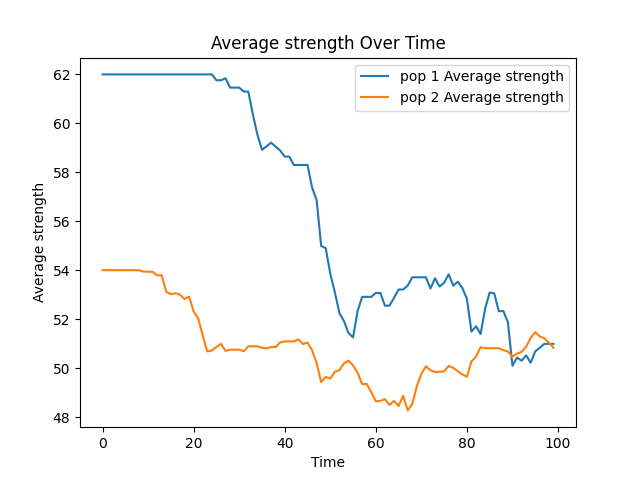 Average strength Over Time
pop 1 Average strength
pop 2 Average strength
Average strength
62
60
58
56
54
52
50
48
0 20 40 60 80 100
Time